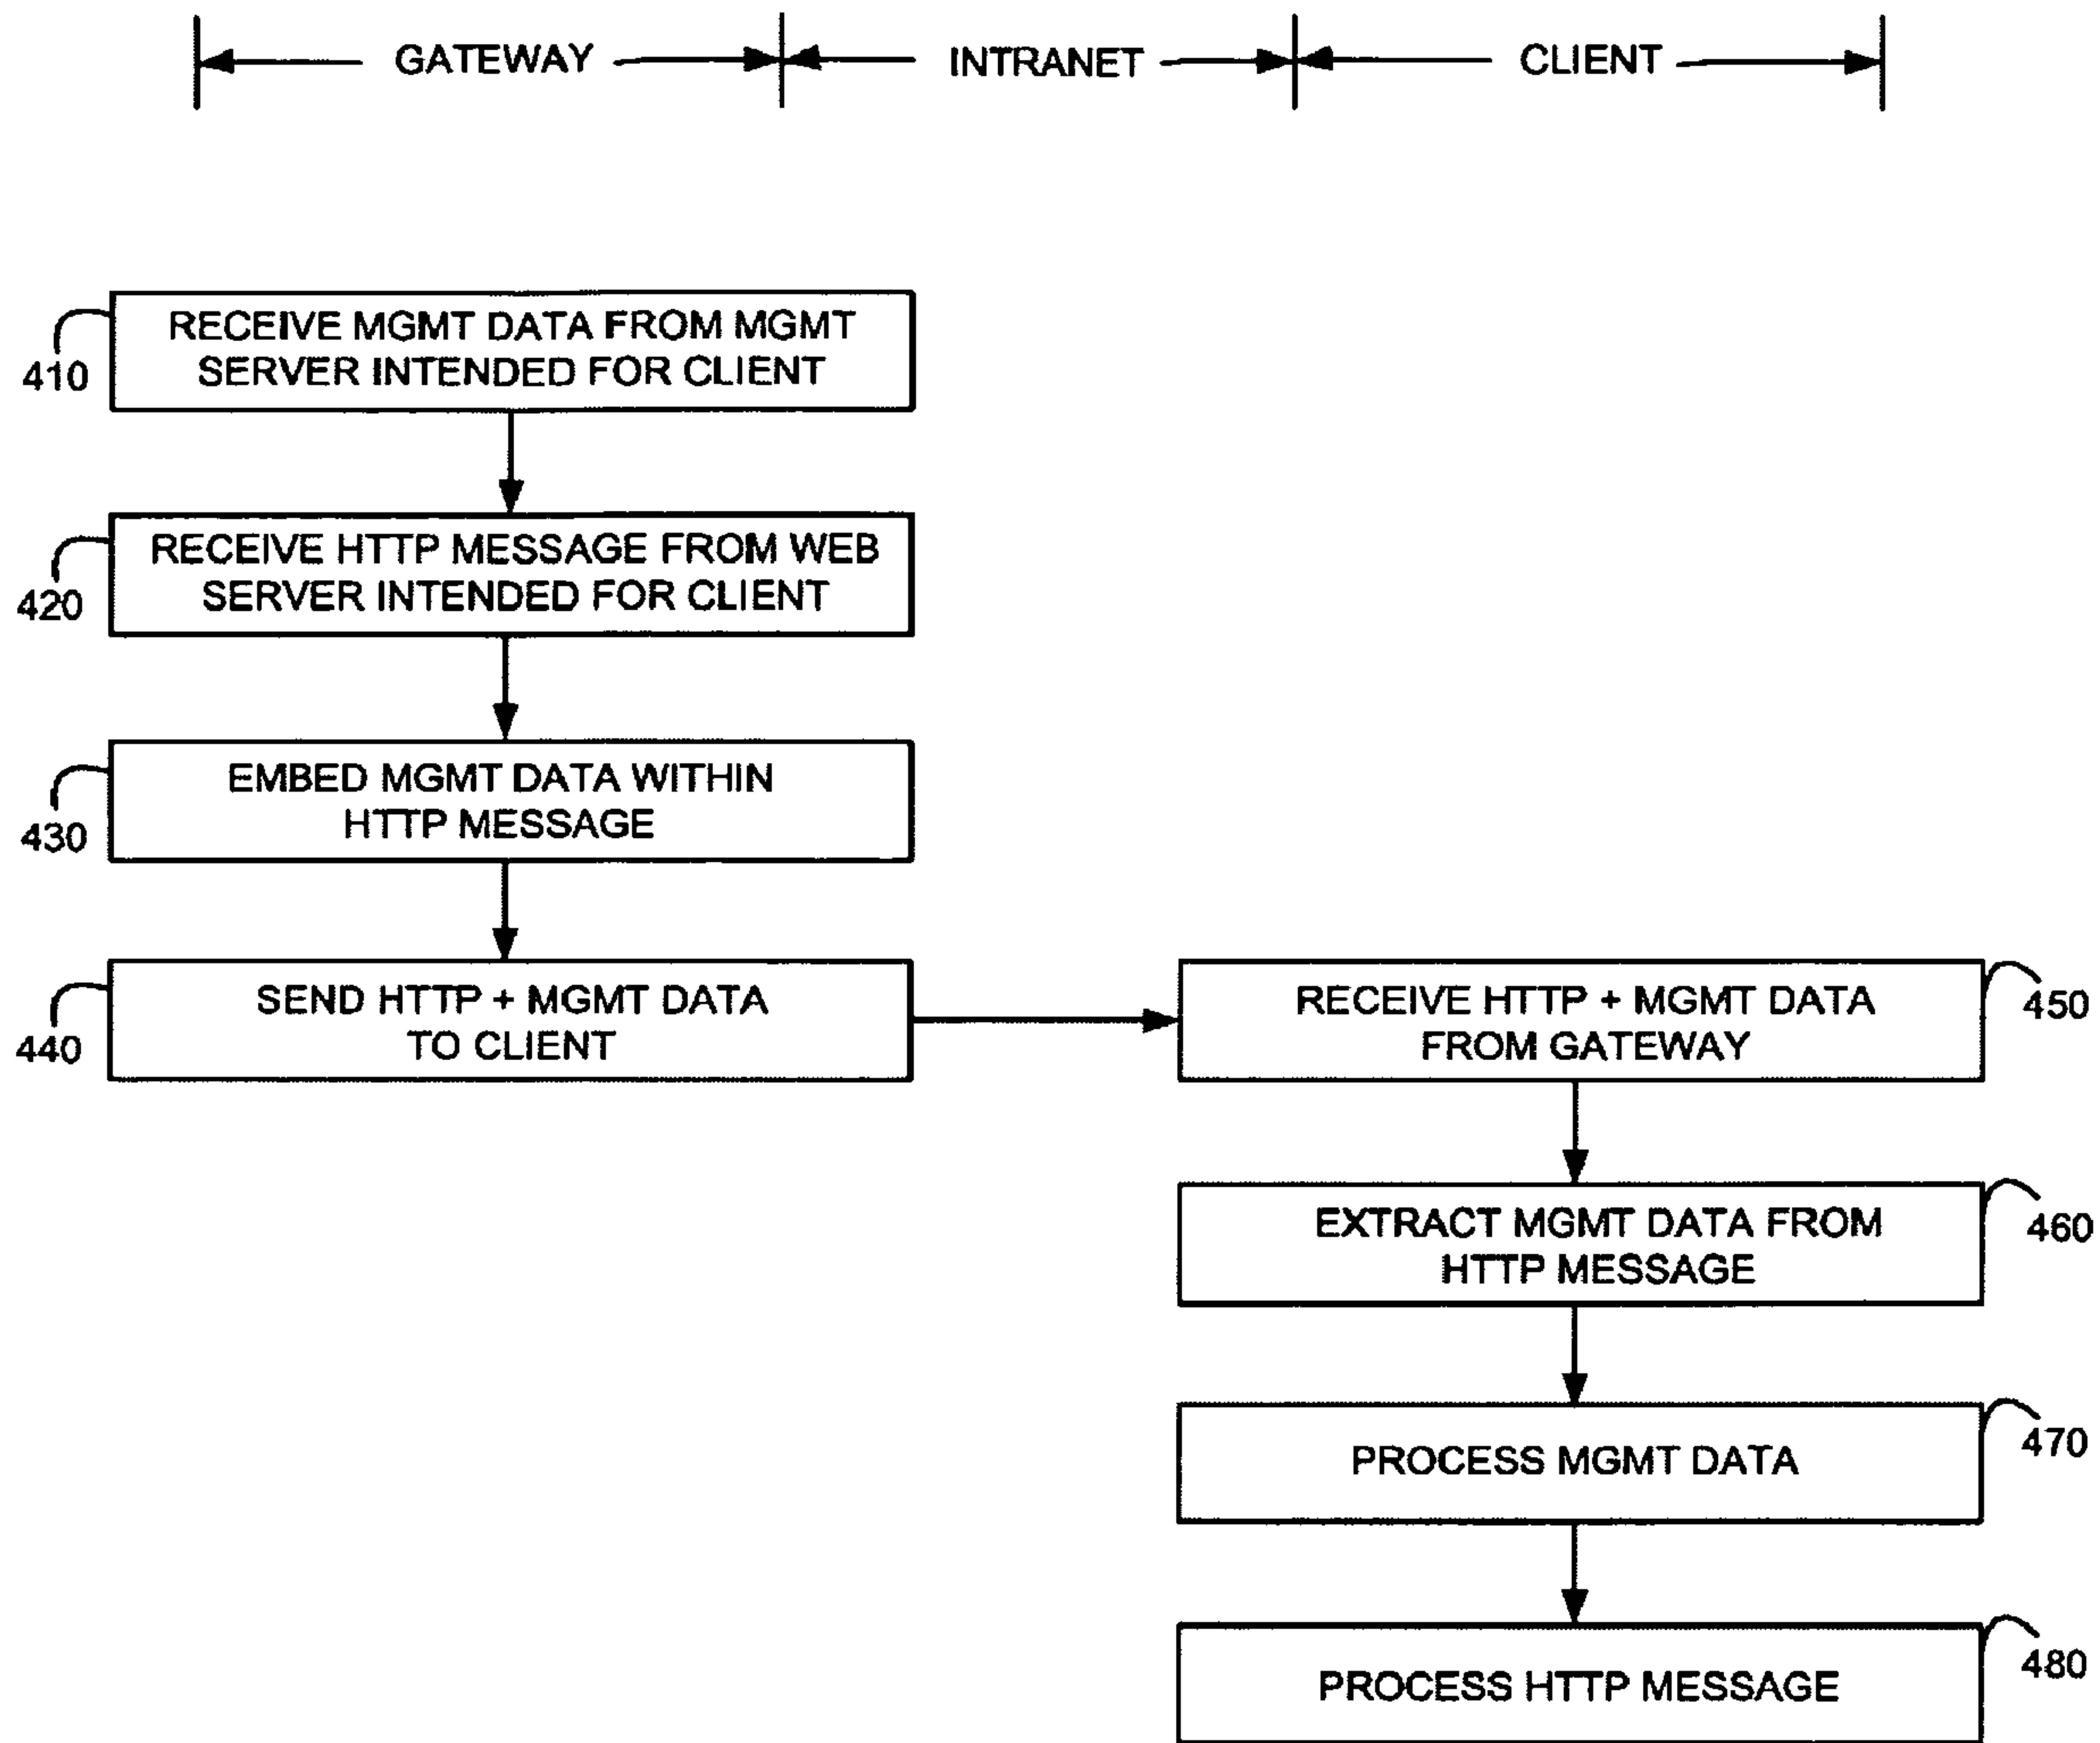 GATEWAY
INTRANET
CLIENT
RECEIVE MGMT DATA FROM MGMT
SERVER INTENDED FOR CLIENT
410
RECEIVE HTTP MESSAGE FROM WEB
SERVER INTENDED FOR CLIENT
420
EMBED MGMT DATA WITHIN
HTTP MESSAGE
430
SEND HTTP + MGMT DATA
TO CLIENT
440
RECEIVE HTTP + MGMT DATA
FROM GATEWAY
450
EXTRACT MGMT DATA FROM
HTTP MESSAGE
460
PROCESS MGMT DATA
470
PROCESS HTTP MESSAGE
480